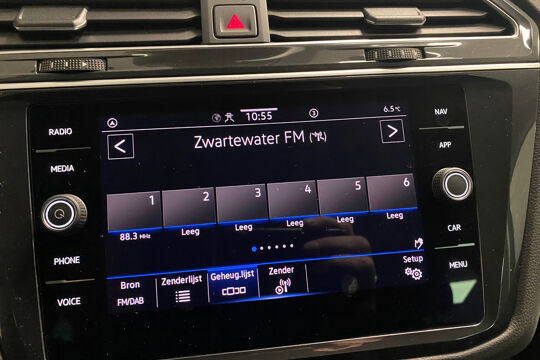 RADIO
MEDIA
PHONE
VOICE
10:55
3
6.5 °C
Zwartewater FM
1 2 3 4 5 6
88.3 MHz Leeg Leeg Leeg Leeg Leeg
Bron Zenderlijst Geheug.lijst Zender Setup
FM/DAB
NAV
APP
CAR
MENU